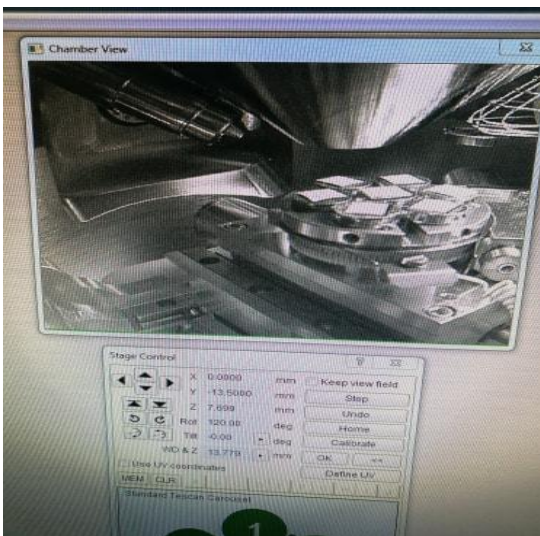 Chamber View
Stage Control
X 0.0000 mm
Keep view field
Y -13.5000 mm
Stop
Z 7.699 mm
Undo
Rot 120.00 deg
Home
Tilt -0.00 deg
Calibrate
WD & Z 13.779 mm
OK <<
Use UV coordinates
Define UV
MEM CLR
Standard Tescan Carousel
1